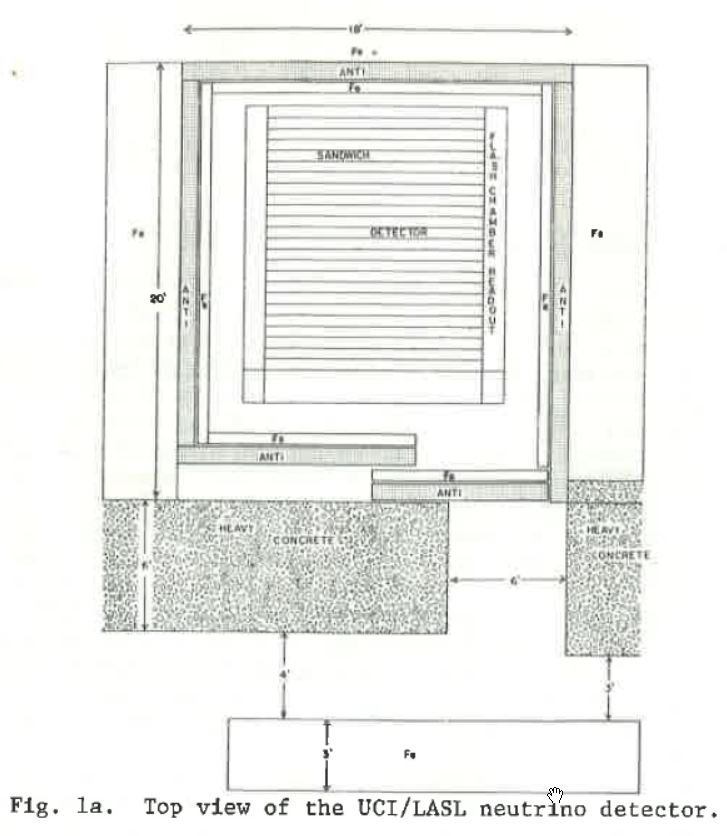 18'
Fe
ANTI
Fe
SANDWICH
DETECTOR
FLASH CHAMBER READOUT
Fe
Fe
20'
ANTI
Fe
Fe
ANTI
Fe
ANTI
Fe
ANTI
HEAVY
CONCRETE
HEAVY
CONCRETE
6'
6'
4'
3'
3'
Fe
Fig. 1a. Top view of the UCI/LASL neutrino detector.